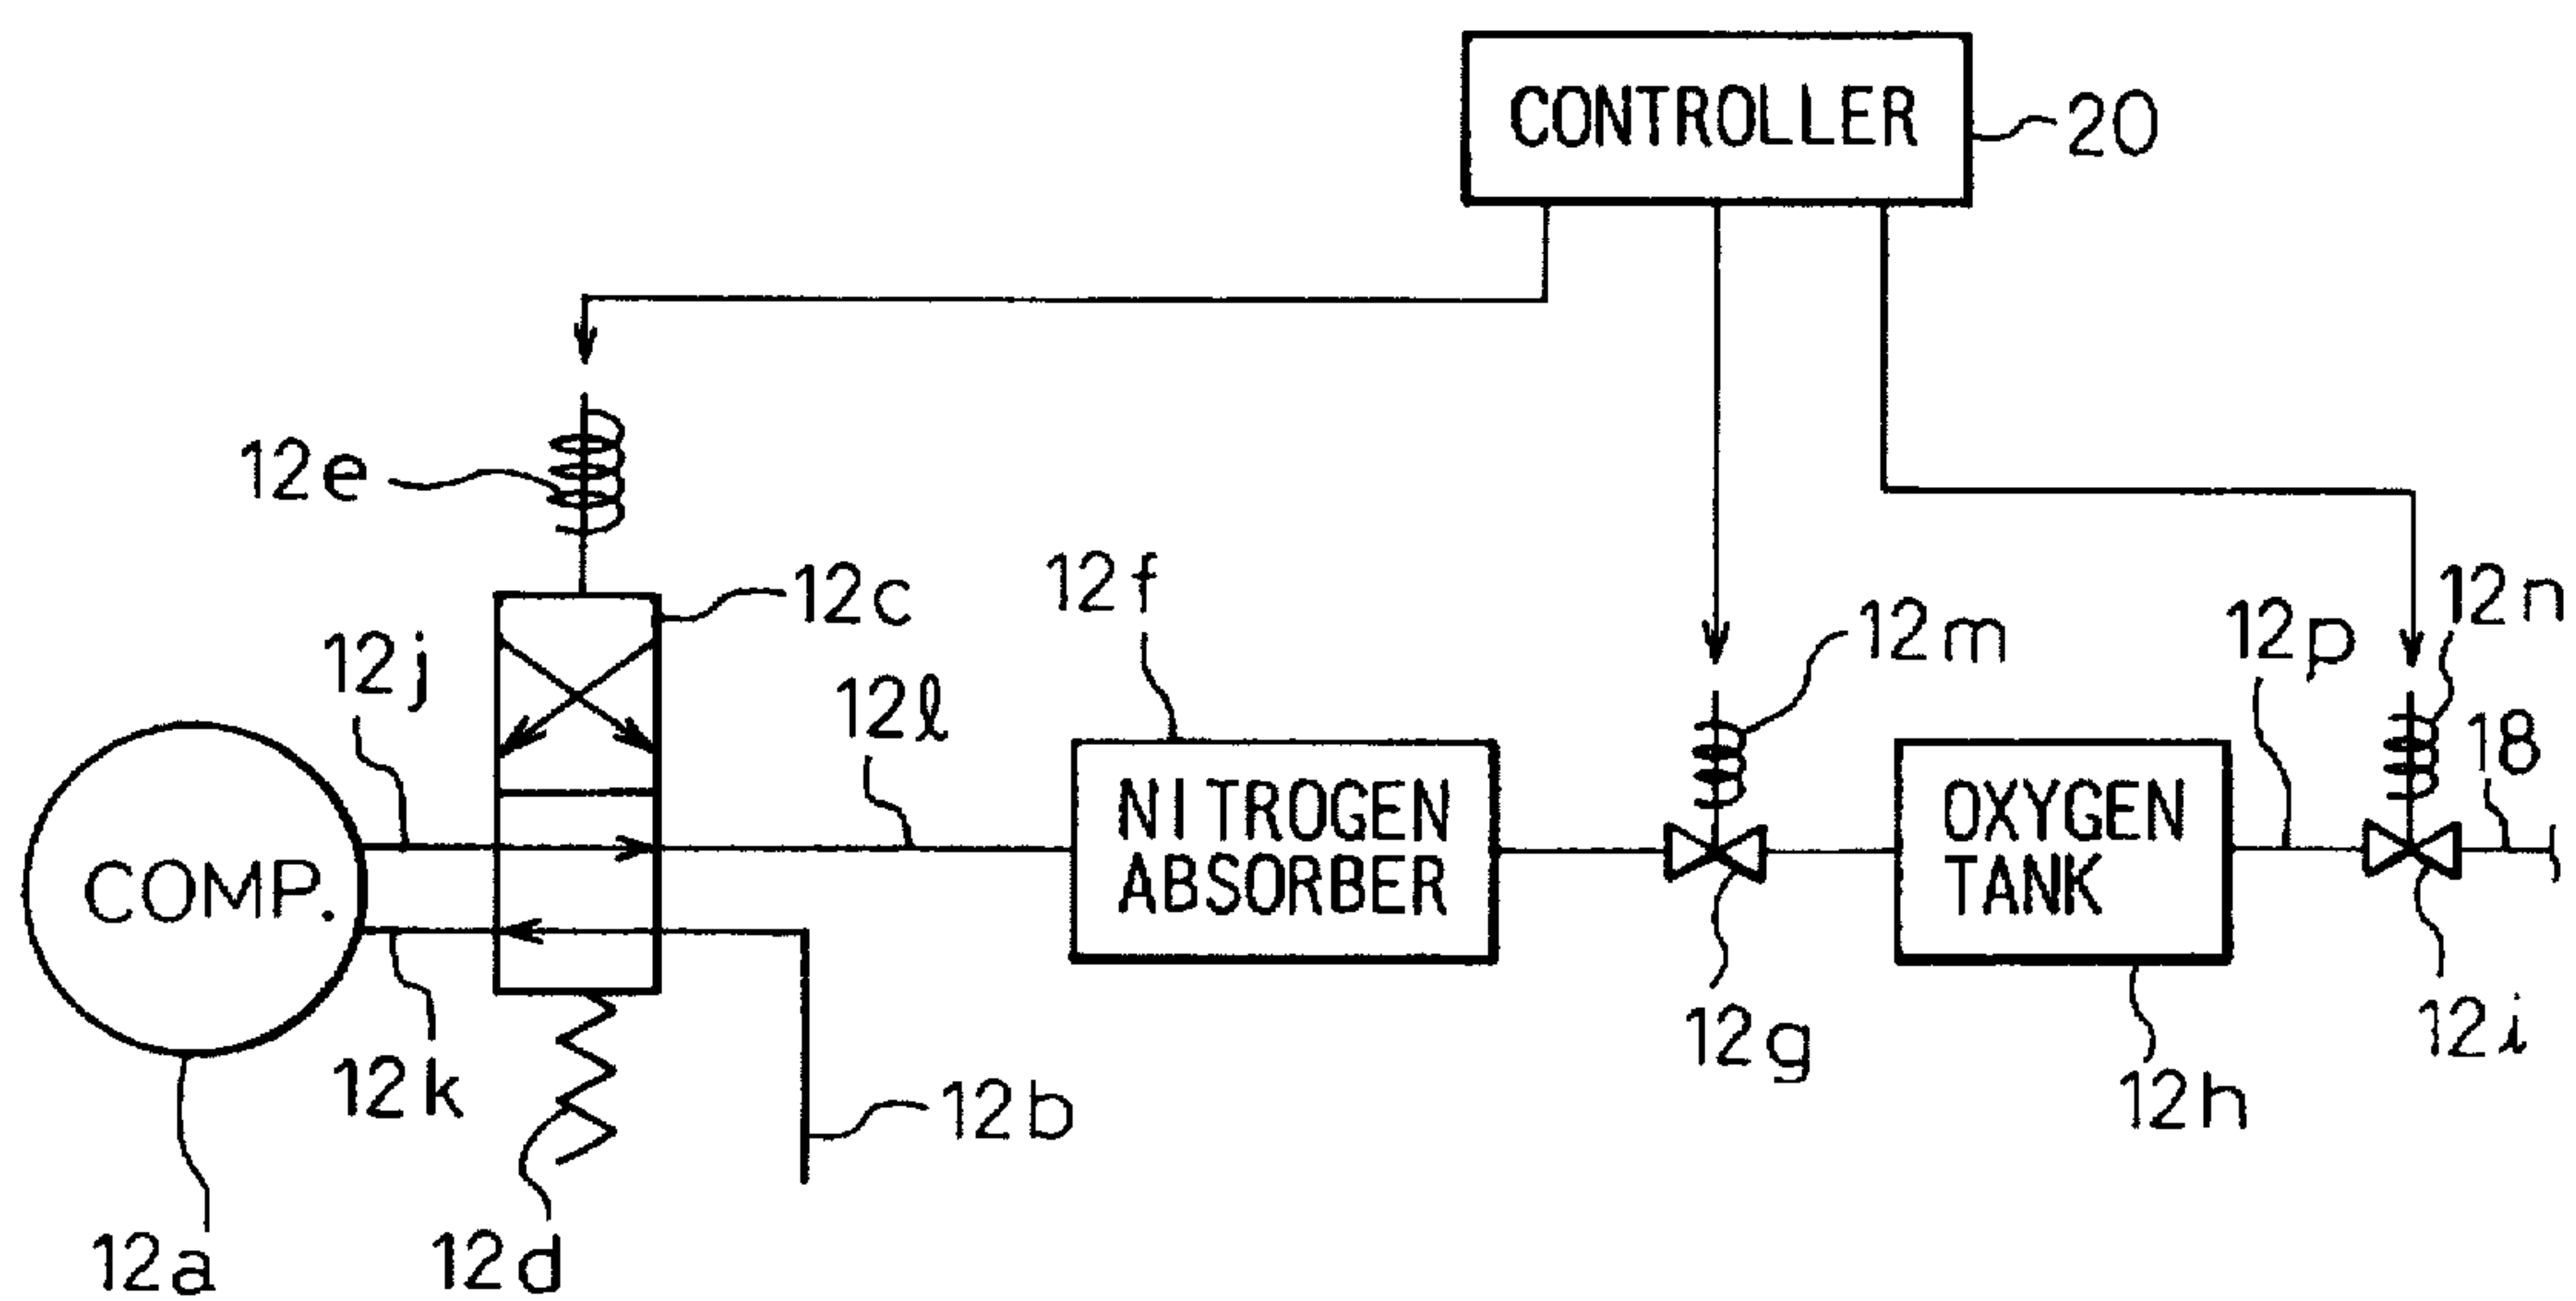 CONTROLLER
20
12e
12c
12f
12m
12p
12n
12j
12ℓ
18
NITROGEN
ABSORBER
OXYGEN
TANK
COMP.
12k
12b
12g
12h
12i
12a
12d